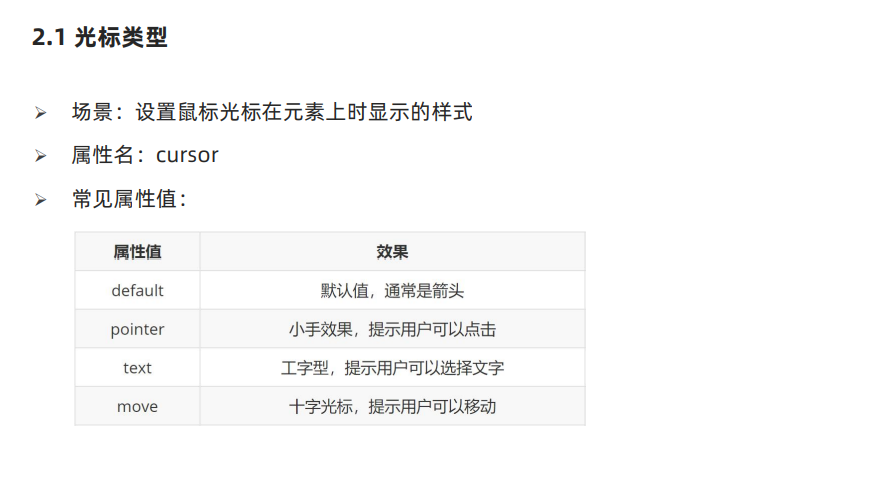 2.1 光标类型
➢ 场景：设置鼠标光标在元素上时显示的样式
➢ 属性名：cursor
➢ 常见属性值：
属性值 效果
default 默认值，通常是箭头
pointer 小手效果，提示用户可以点击
text 工字型，提示用户可以选择文字
move 十字光标，提示用户可以移动